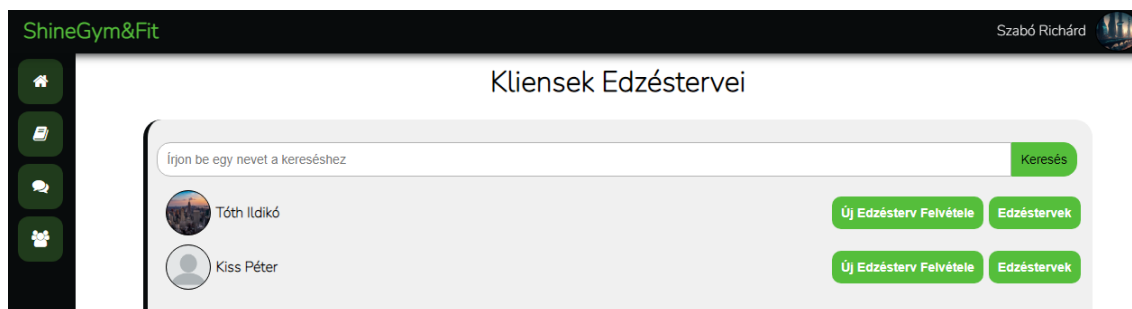 ShineGym&Fit
Szabó Richárd
Kliensek Edzéstervei
Írjon be egy nevet a kereséshez
Keresés
Tóth Ildikó
Új Edzésterv Felvétele
Edzéstervek
Kiss Péter
Új Edzésterv Felvétele
Edzéstervek